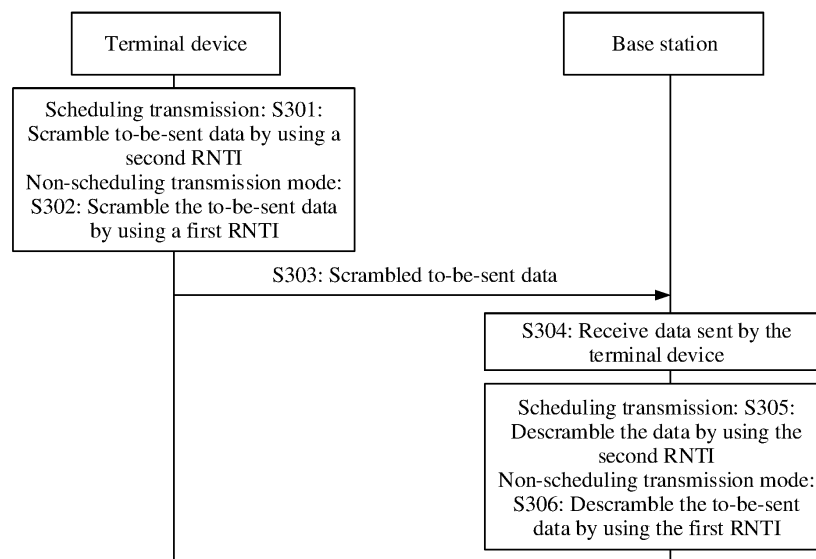 Terminal device
Base station
Scheduling transmission: S301:
Scramble to-be-sent data by using a
second RNTI
Non-scheduling transmission mode:
S302: Scramble the to-be-sent data
by using a first RNTI
S303: Scrambled to-be-sent data
S304: Receive data sent by the
terminal device
Scheduling transmission: S305:
Descramble the data by using the
second RNTI
Non-scheduling transmission mode:
S306: Descramble the to-be-sent
data by using the first RNTI